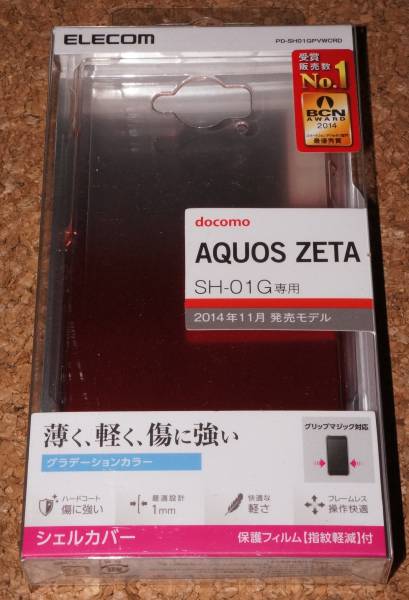 ELECOM
PD-SH01GPVWCRD
受賞
販売数
No.1
BCN
AWARD
2014
最優秀賞
docomo
AQUOS ZETA
SH-01G専用
2014年11月 発売モデル
薄く、軽く、傷に強い
グラデーションカラー
グリップマジック対応
ハードコート
傷に強い
最適設計
1mm
快適な
軽さ
フレームレス
操作快適
シェルカバー
保護フィルム【指紋軽減】付